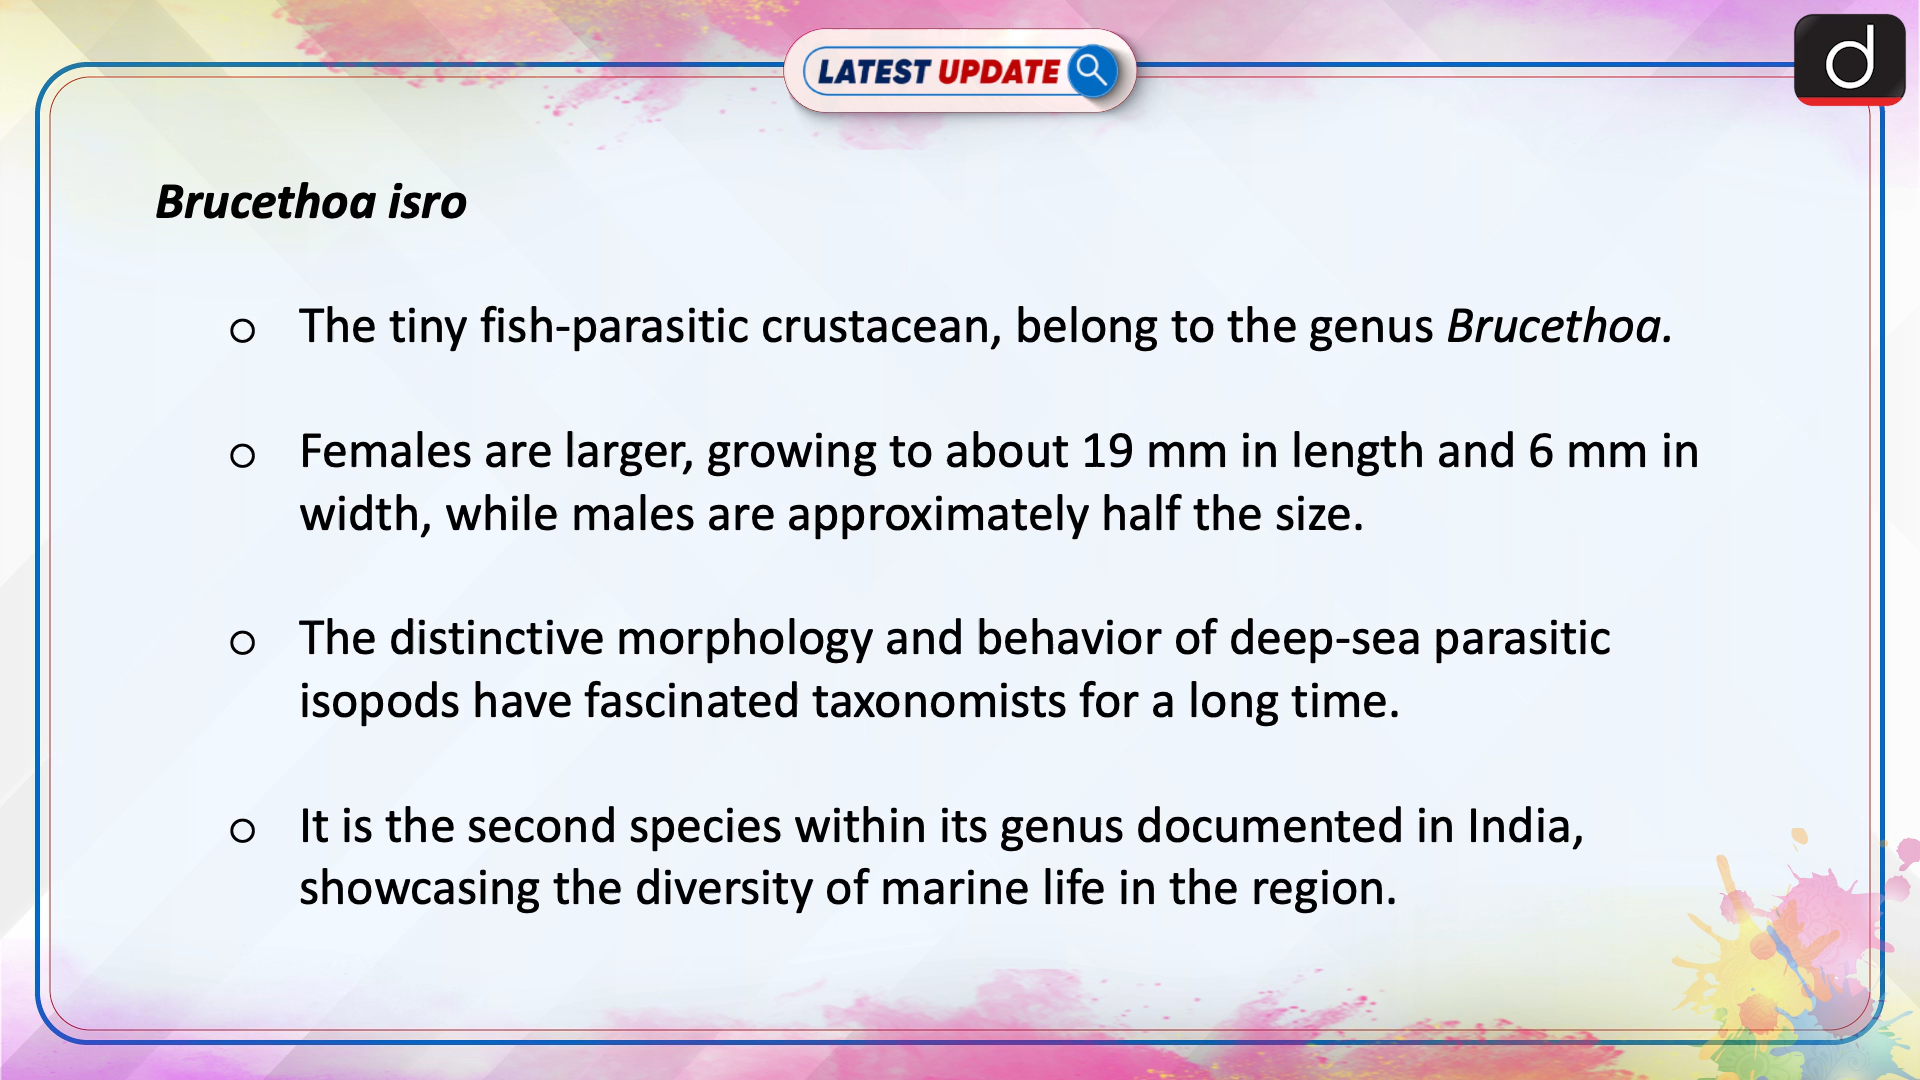 LATEST UPDATE
d
Brucethoa isro
o The tiny fish-parasitic crustacean, belong to the genus Brucethoa.
o Females are larger, growing to about 19 mm in length and 6 mm in
width, while males are approximately half the size.
o The distinctive morphology and behavior of deep-sea parasitic
isopods have fascinated taxonomists for a long time.
o It is the second species within its genus documented in India,
showcasing the diversity of marine life in the region.